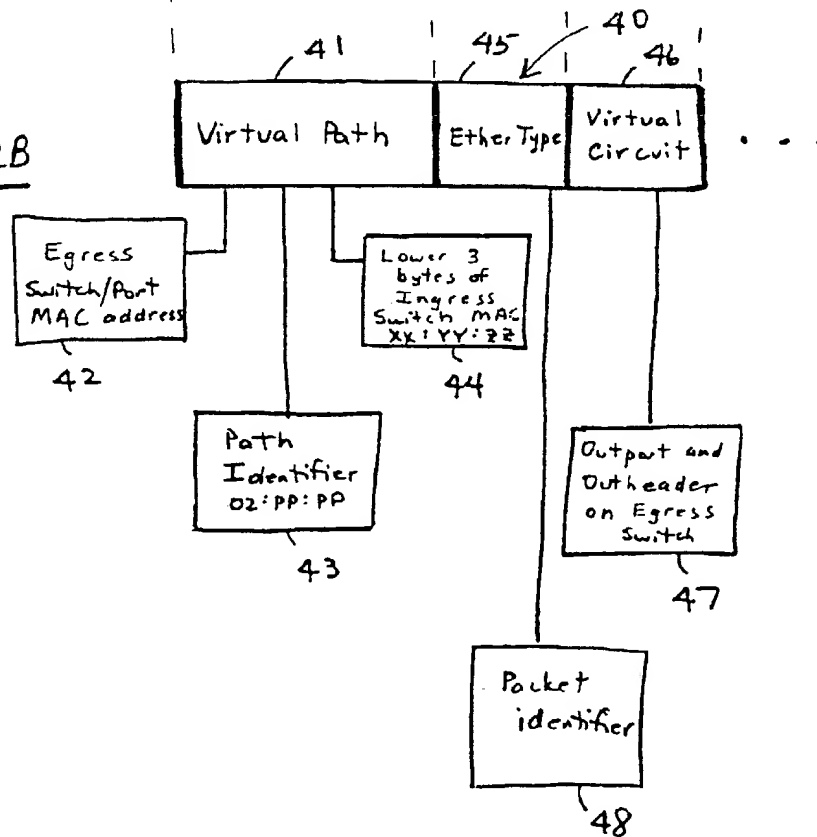 41
45
40
46
2B
Virtual Path
EtherType
Virtual
Circuit
. . .
Egress
Switch/Port
MAC address
Lower 3
bytes of
Ingress
Switch MAC
XX:YY:ZZ
42
44
Path
Identifier
02:PP:PP
Outport and
Outheader
on Egress
Switch
43
47
Packet
identifier
48